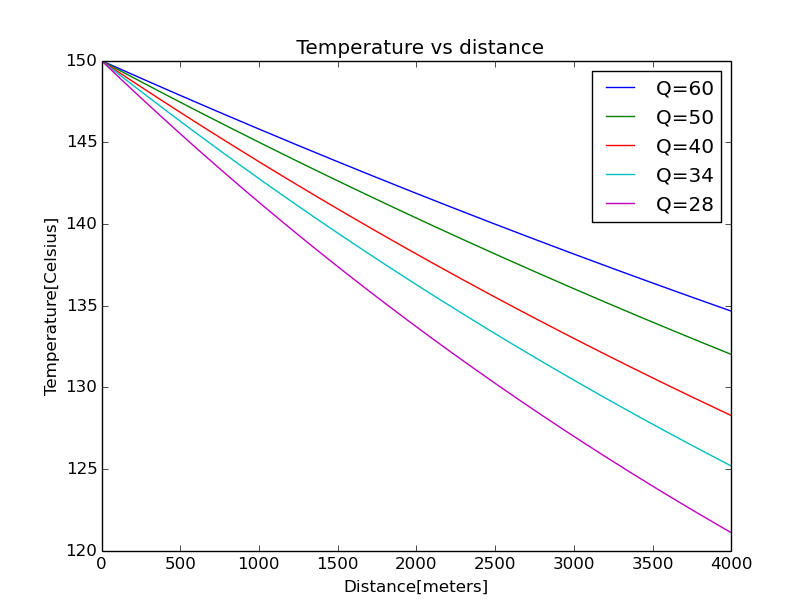 Temperature vs distance
150
145
140
135
130
125
120
Temperature[Celsius]
Q=60
Q=50
Q=40
Q=34
Q=28
0 500 1000 1500 2000 2500 3000 3500 4000
Distance[meters]